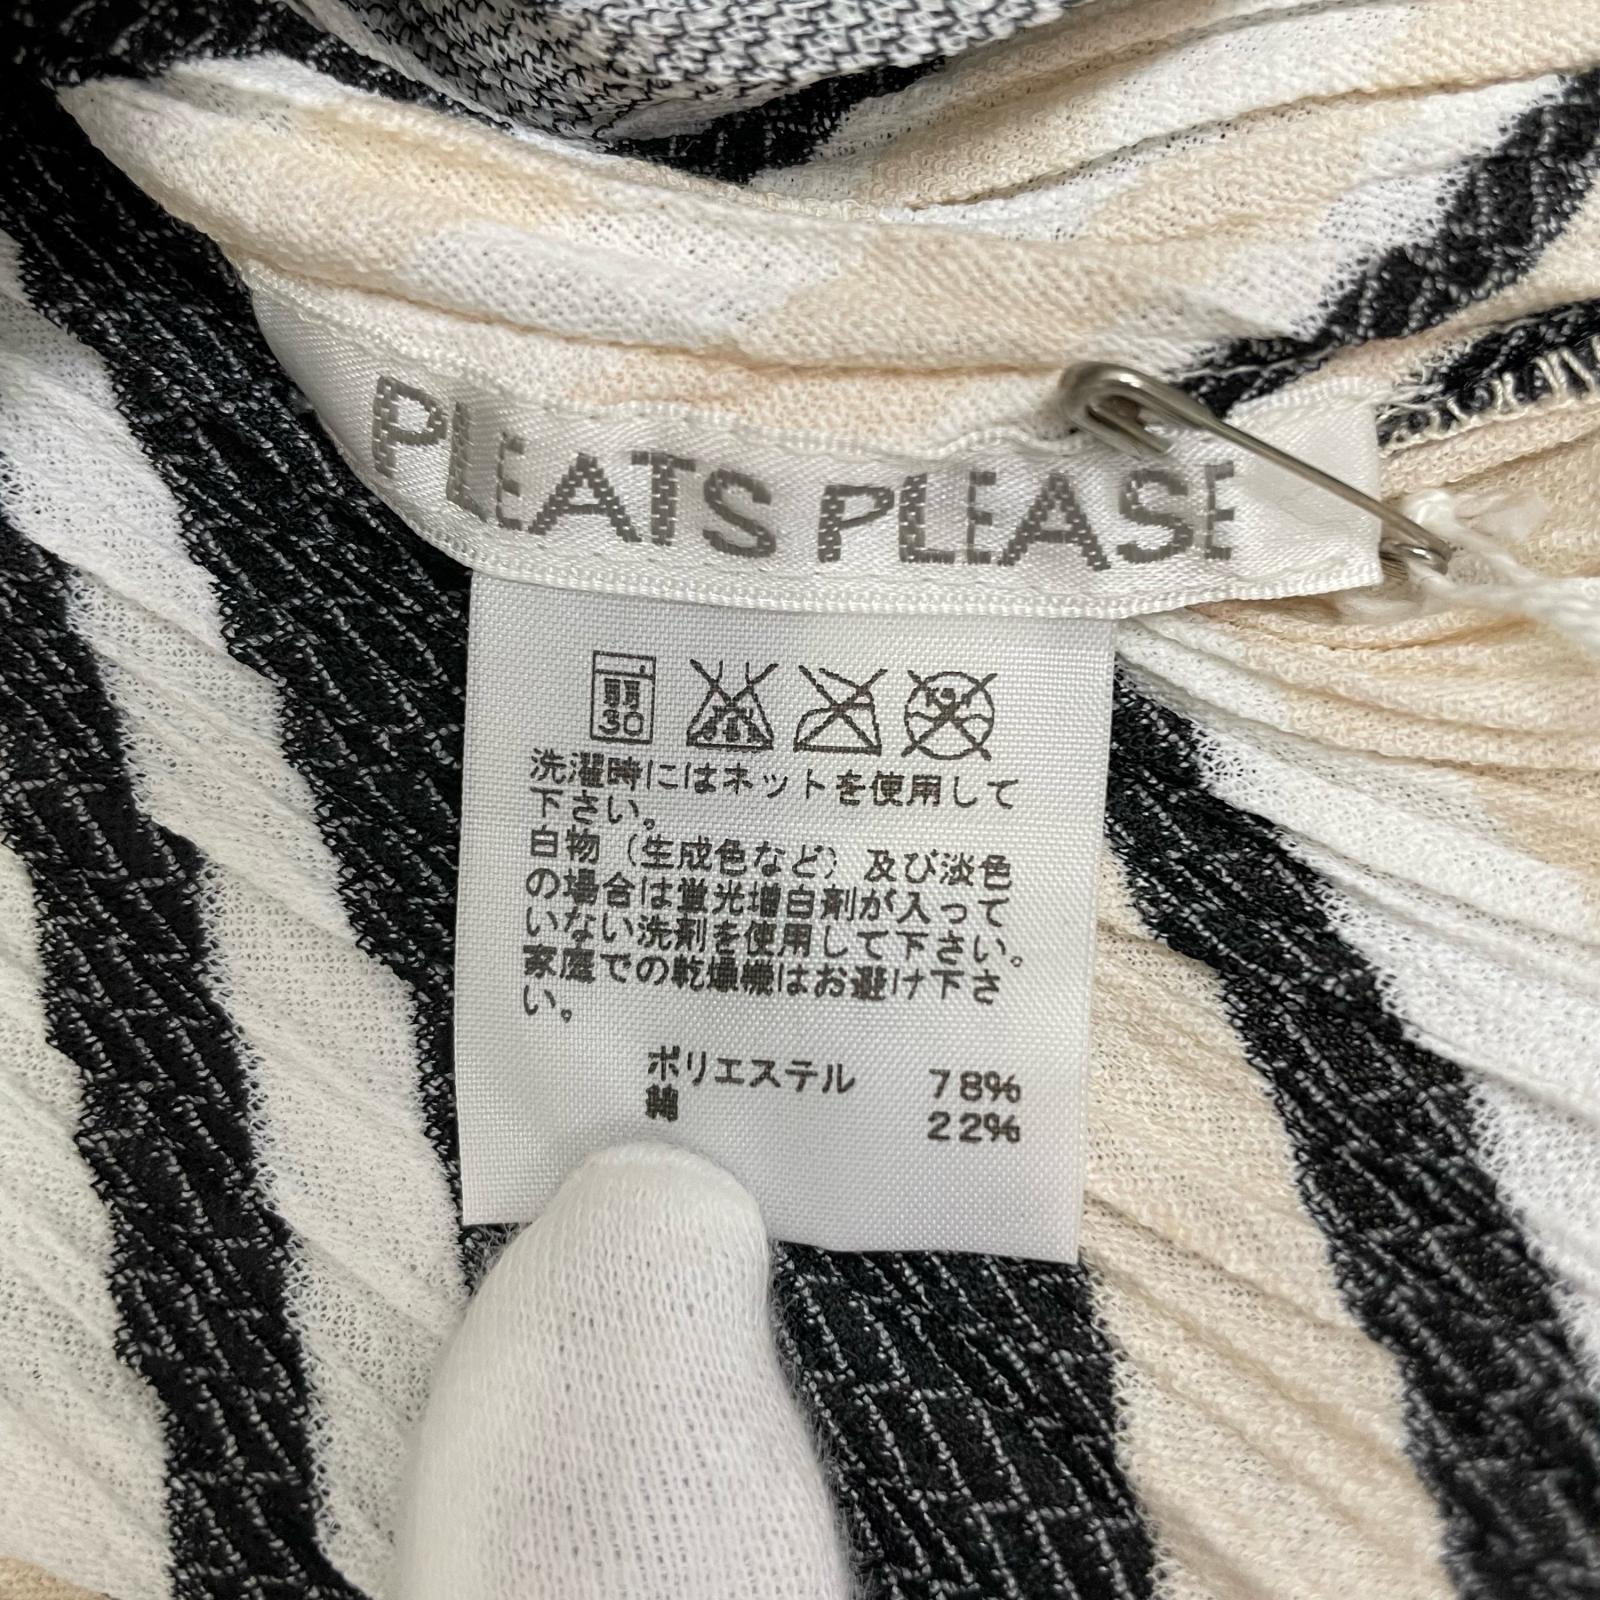 PLEATS PLEASE
弱
30
洗濯時にはネットを使用して
下さい。
白物（生成色など）及び淡色
の場合は蛍光増白剤が入って
いない洗剤を使用して下さい。
家庭での乾燥機はお避け下さ
い。
ポリエステル 78%
綿 22%